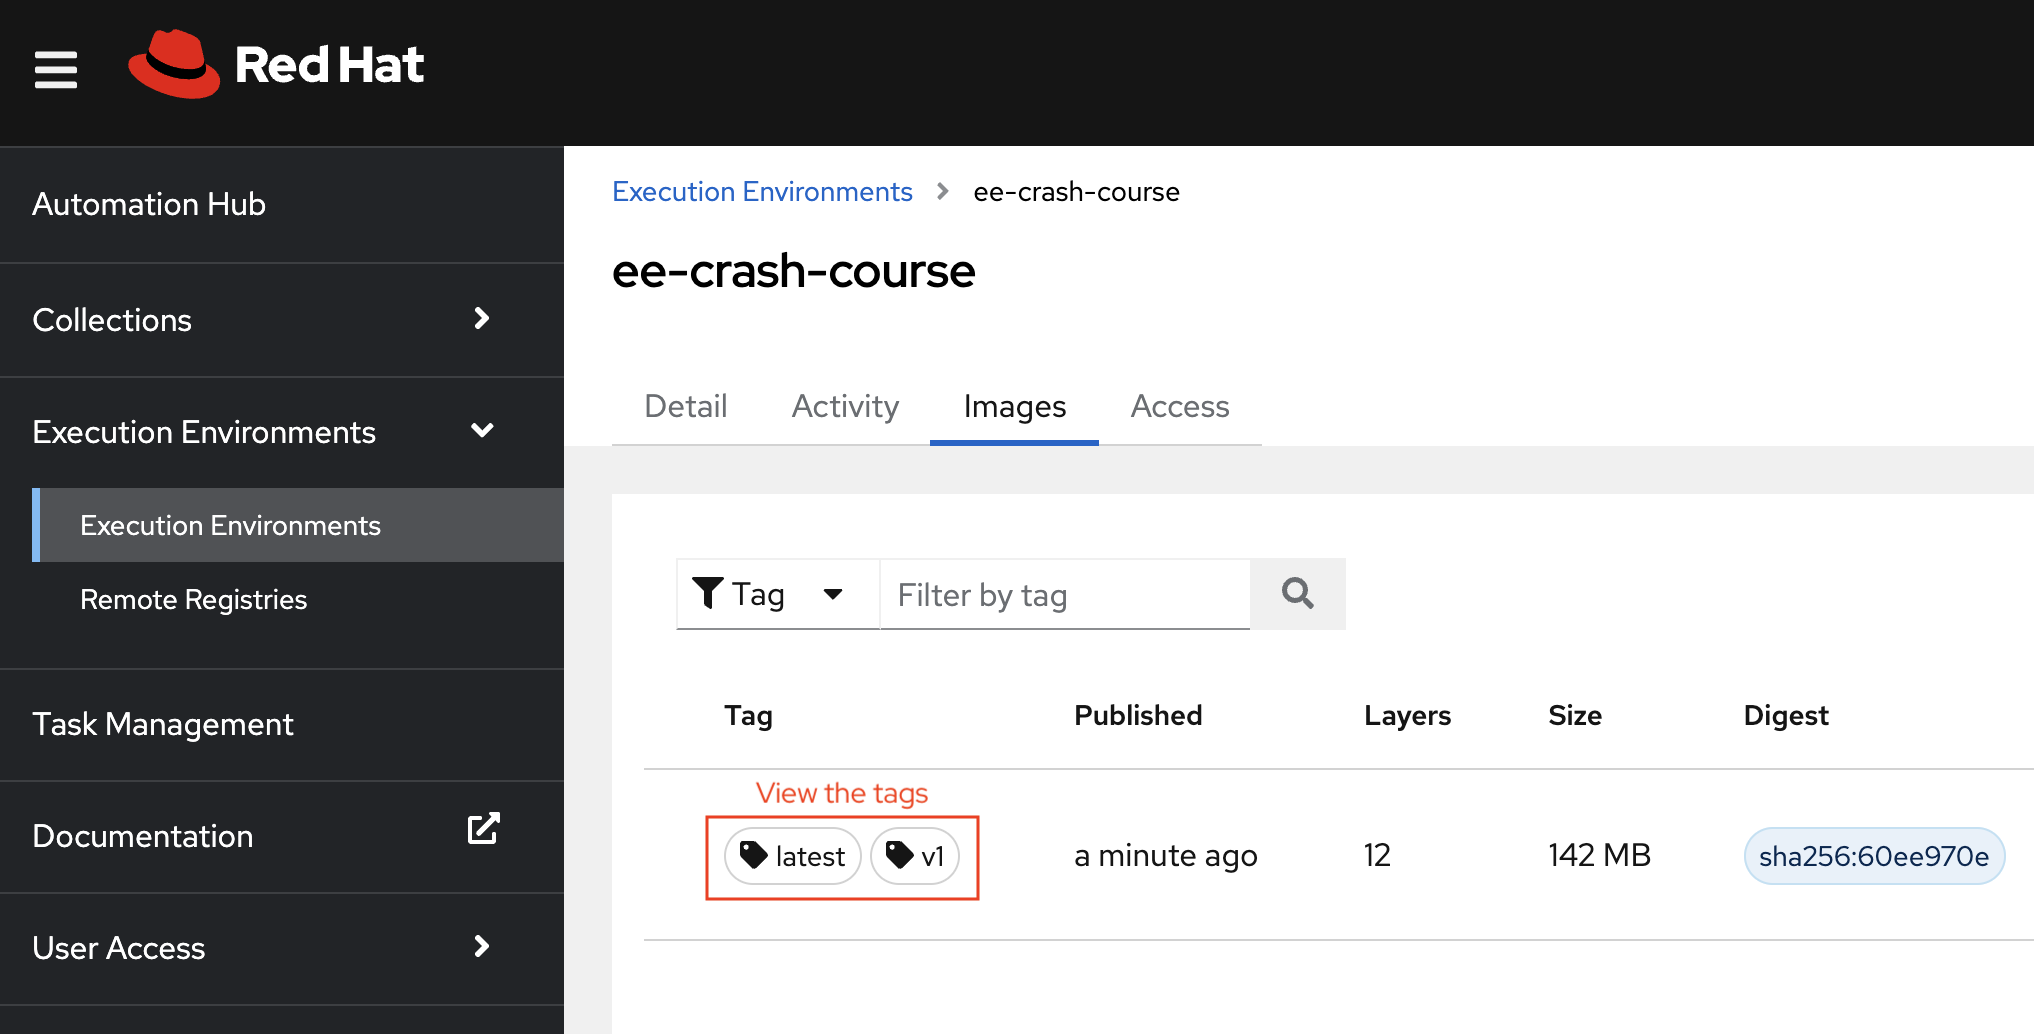 Red Hat
Automation Hub
Collections
Execution Environments
Execution Environments
Remote Registries
Task Management
Documentation
User Access
Execution Environments > ee-crash-course
ee-crash-course
Detail Activity Images Access
Tag Filter by tag
Tag Published Layers Size Digest
View the tags
latest v1 a minute ago 12 142 MB sha256:60ee970e